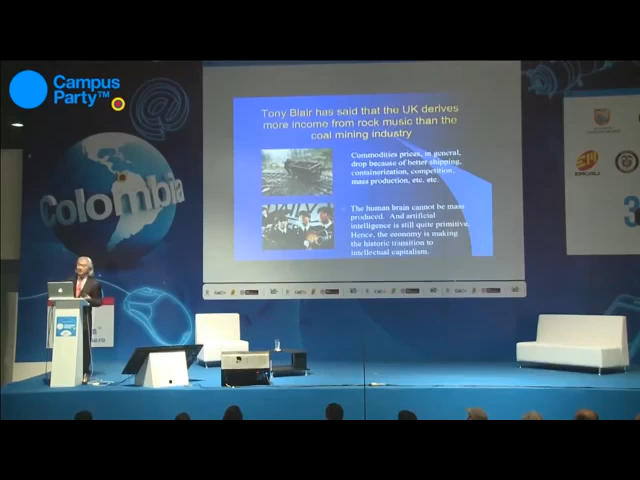 Campus
Party™
Colombia
Tony Blair has said that the UK derives
more income from rock music than the
coal mining industry
Commodities prices, in general,
drop because of better shipping,
containerization, competition,
mass production, etc. etc.
The human brain cannot be mass
produced. And artificial
intelligence is still quite primitive.
Hence, the economy is making
the historic transition to
intellectual capitalism.
3